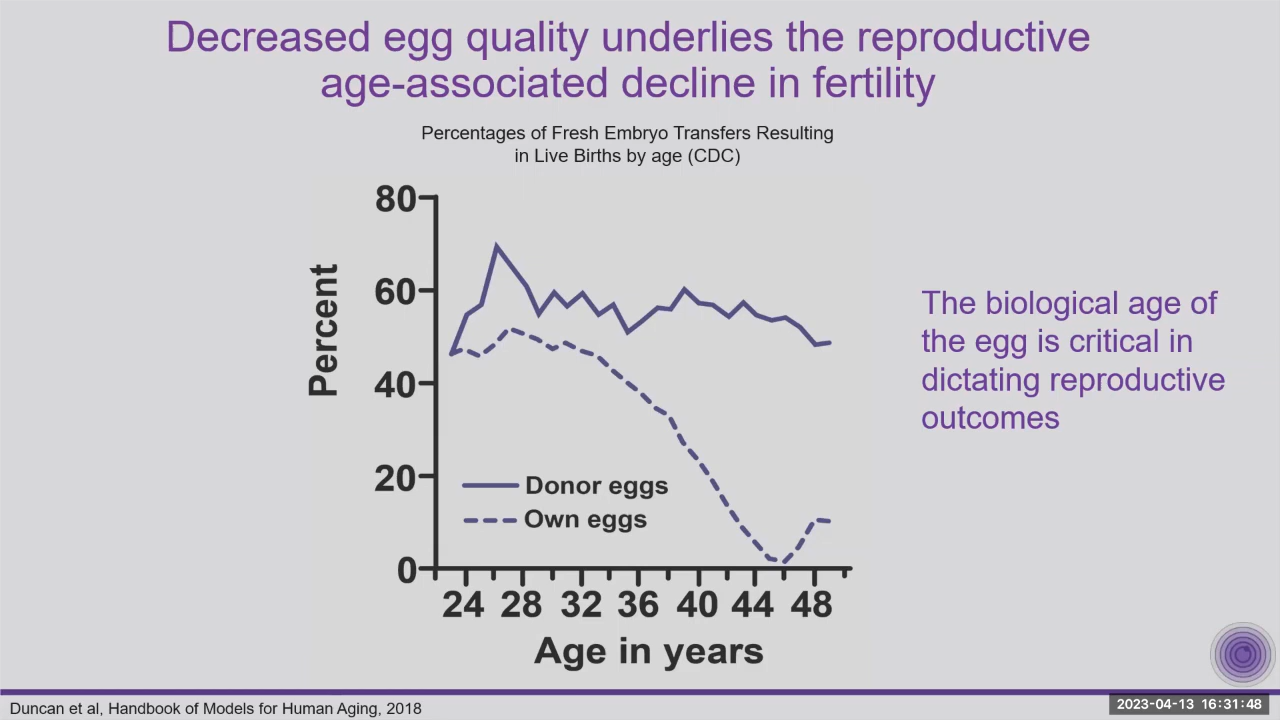 Decreased egg quality underlies the reproductive
age-associated decline in fertility
Percentages of Fresh Embryo Transfers Resulting
in Live Births by age (CDC)
Percent
80
60
40
20
0
Donor eggs
Own eggs
24 28 32 36 40 44 48
Age in years
The biological age of
the egg is critical in
dictating reproductive
outcomes
Duncan et al, Handbook of Models for Human Aging, 2018
2023-04-13 16:31:48